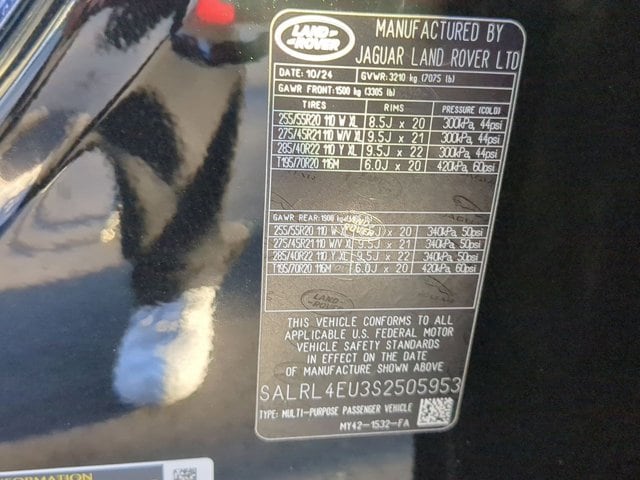 LAND ROVER
MANUFACTURED BY
JAGUAR LAND ROVER LTD
DATE: 10/24 GVWR: 3210 kg (7075 lb)
GAWR FRONT: 1500 kg (3305 lb)
TIRES RIMS PRESSURE (COLD)
255/55R20 110 W XL 8.5J x 20 300kPa, 44psi
275/45R21 110 W/V XL 9.5J x 21 300kPa, 44psi
285/40R22 110 Y XL 9.5J x 22 300kPa, 44psi
T195/70R20 116M 6.0J x 20 420kPa, 60psi
GAWR REAR: 1900 kg
255/55R20 110 W XL 8.5J x 20 340kPa, 50psi
275/45R21 110 W/V XL 9.5J x 21 340kPa, 50psi
285/40R22 110 Y XL 9.5J x 22 340kPa, 50psi
T195/70R20 116M 6.0J x 20 420kPa, 60psi
LAND ROVER
THIS VEHICLE CONFORMS TO ALL
APPLICABLE U.S. FEDERAL MOTOR
VEHICLE SAFETY STANDARDS
IN EFFECT ON THE DATE
OF MANUFACTURE SHOWN ABOVE.
SALRL4EU3S2505953
TYPE: MULTI-PURPOSE PASSENGER VEHICLE
MY42-1532-FA